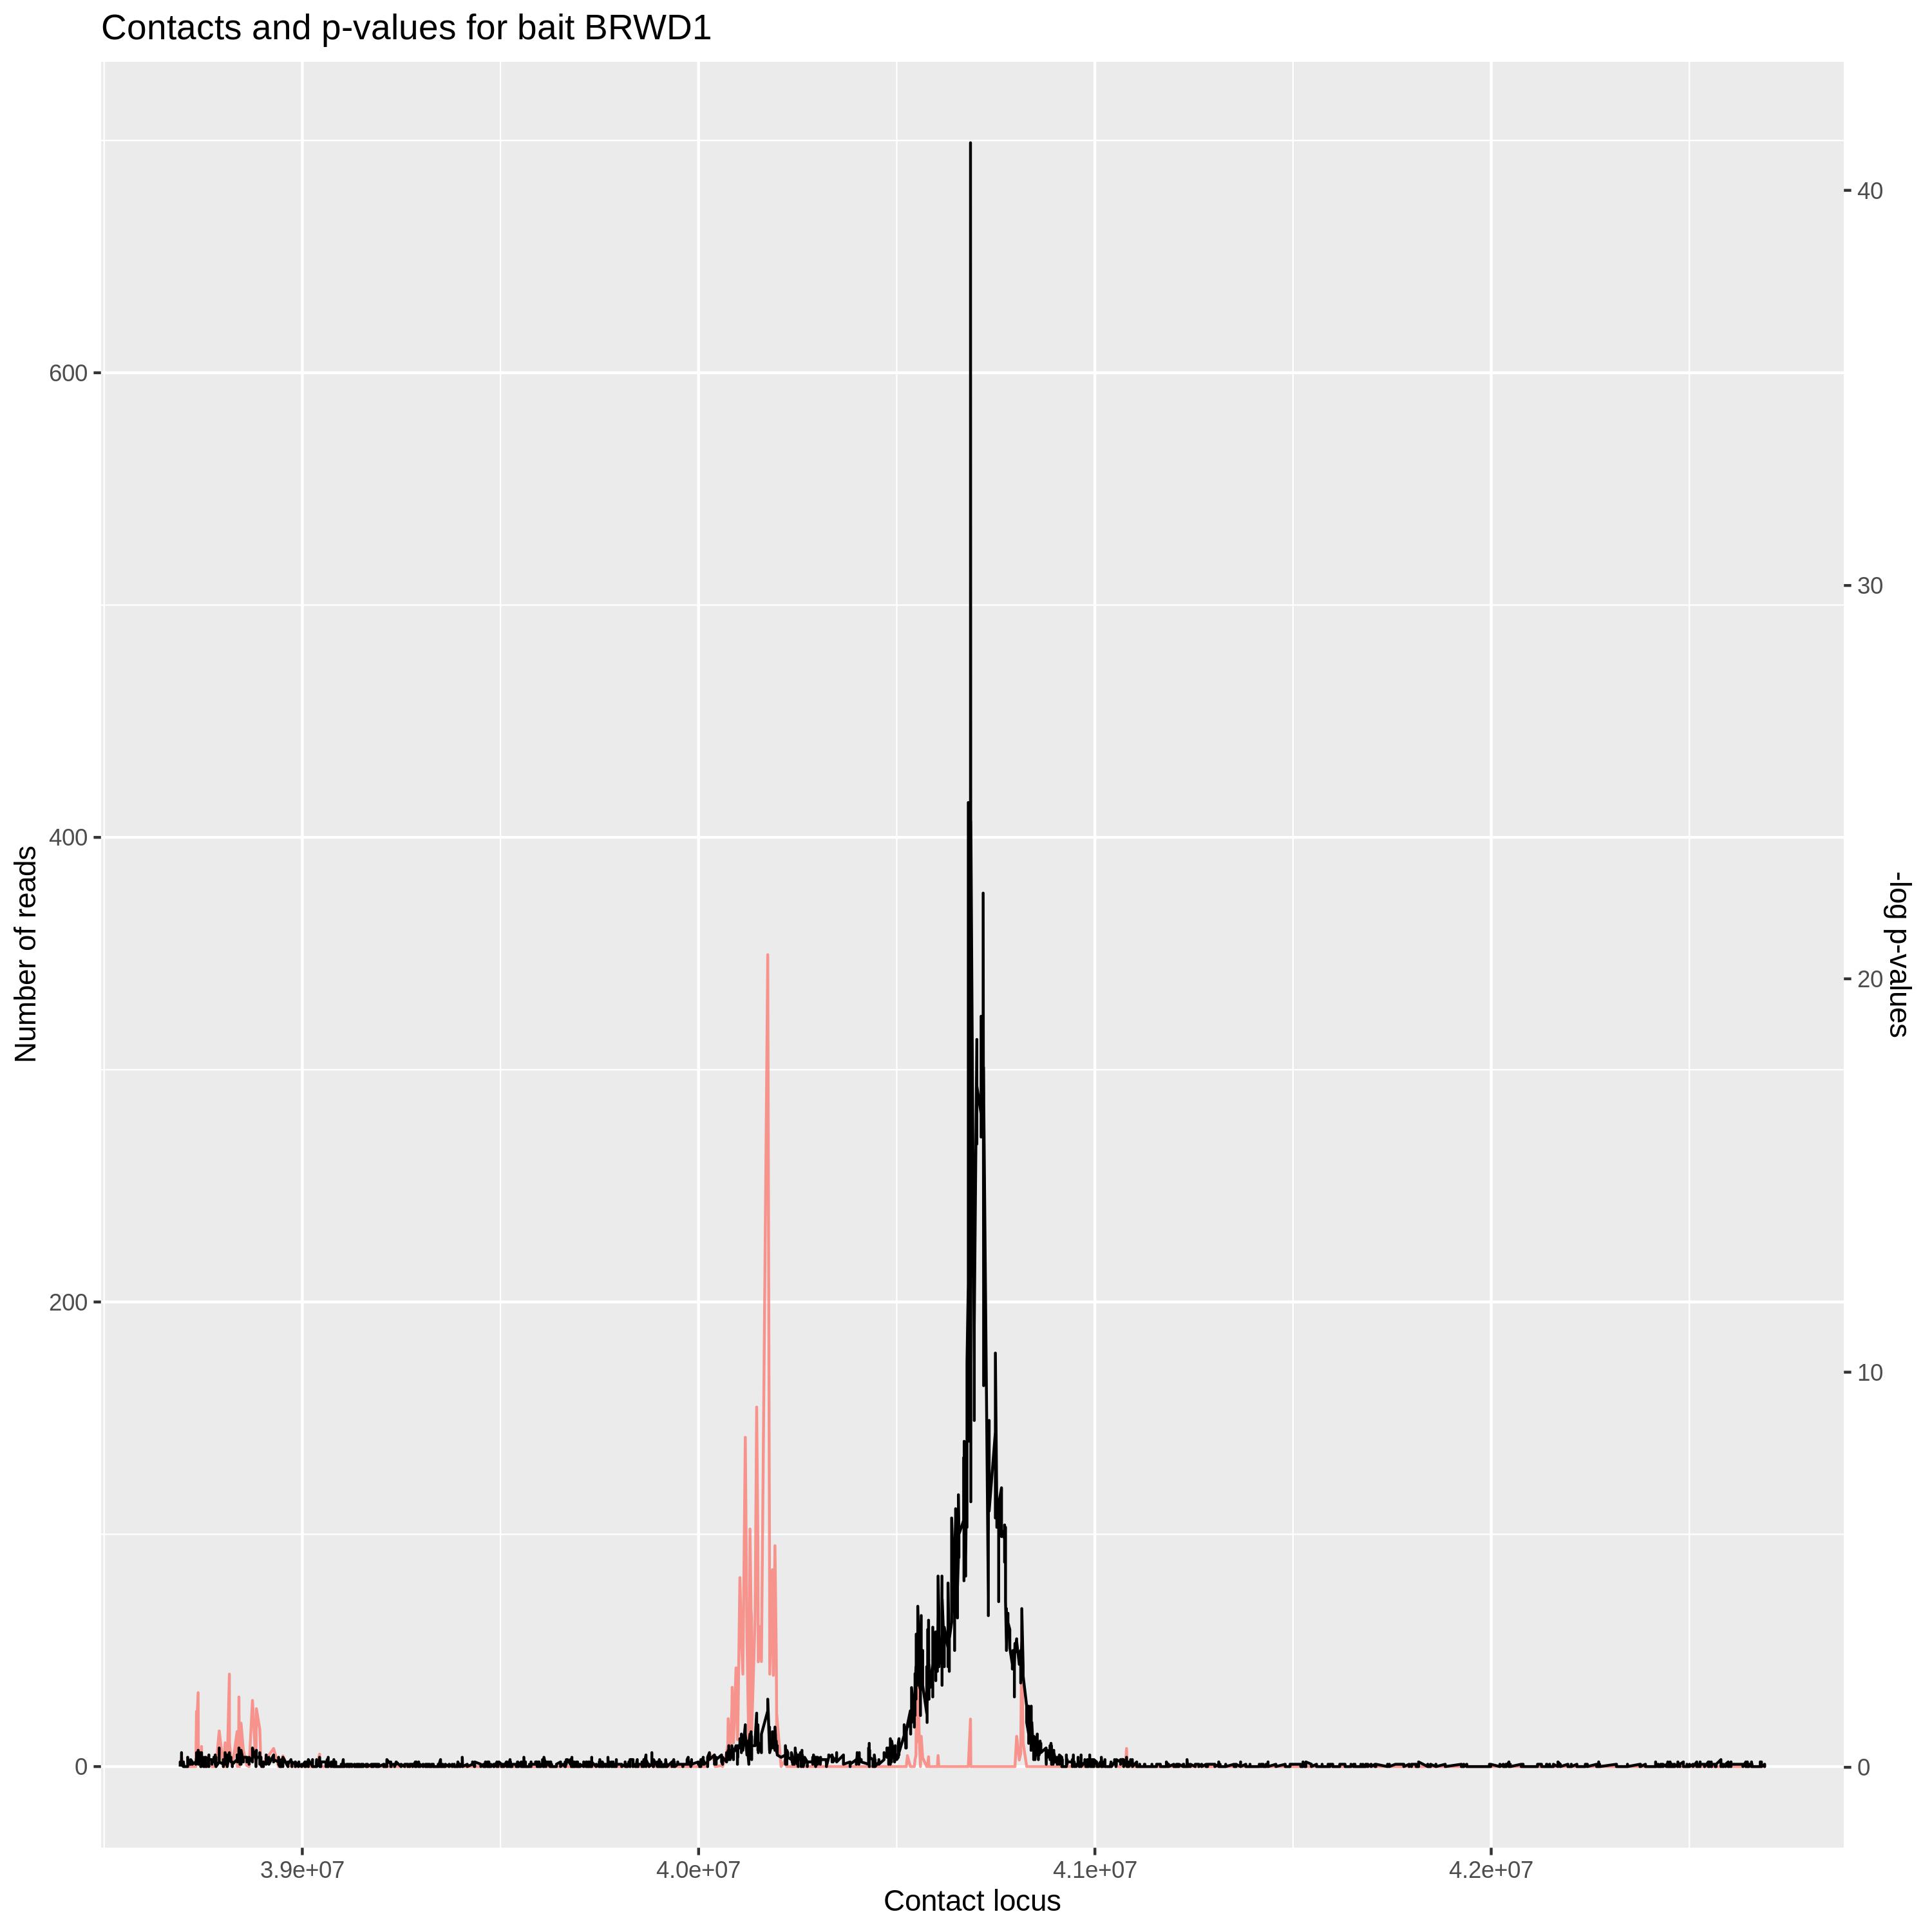 Contacts and p-values for bait BRWD1
Number of reads
600
400
200
0
40
30
20
10
0
-log p-values
3.9e+07
4.0e+07
4.1e+07
4.2e+07
Contact locus